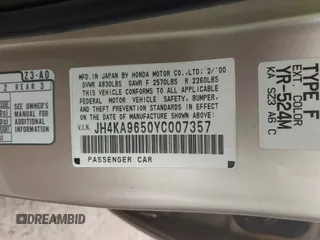 MFD. IN JAPAN BY HONDA MOTOR CO., LTD. 2/'00
GVWR 4830LBS GAWR F 2570LBS R 2260LBS
THIS VEHICLE CONFORMS TO ALL APPLICABLE
FEDERAL MOTOR VEHICLE SAFETY, BUMPER,
AND THEFT PREVENTION STANDARDS IN
EFFECT ON THE DATE OF MANUFACTURE
SHOWN ABOVE.
V.I.N. JH4KA9650YC007357
PASSENGER CAR
TYPE F
EXT. COLOR
YR-524M
KA S23 A6 C
Z3-A0
2 REAR 3
SEE OWNER'S
MANUAL FOR
ADDITIONAL
INFORMATION
DREAMBID